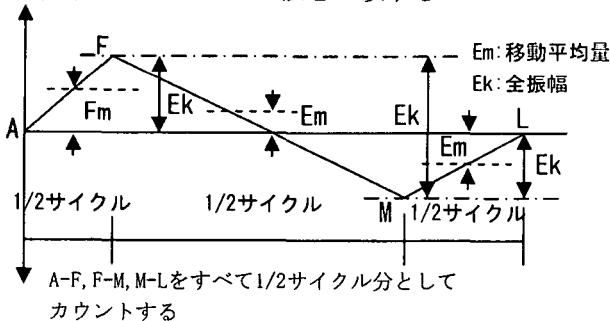 F
Em:移動平均量
Ek:全振幅
Fm
Ek
Em
Ek
L
A
Em
Ek
1/2サイクル
1/2サイクル
M
1/2サイクル
A-F,F-M,M-Lをすべて1/2サイクル分として
カウントする